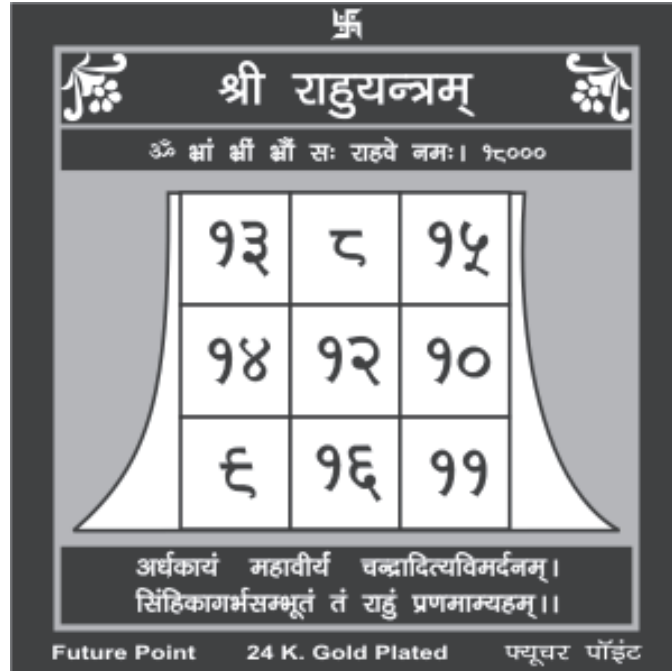 श्री राहुयन्त्रम्
ॐ भ्रां भ्रीं भ्रौं सः राहवे नमः। १८०००
१३ ८ १५
१४ १२ १०
९ १६ ११
अर्धकायं महावीर्यं चन्द्रादित्यविमर्दनम्।
सिंहिकागर्भसम्भूतं तं राहुं प्रणमाम्यहम्।।
Future Point 24 K. Gold Plated फ्यूचर पॉइंट